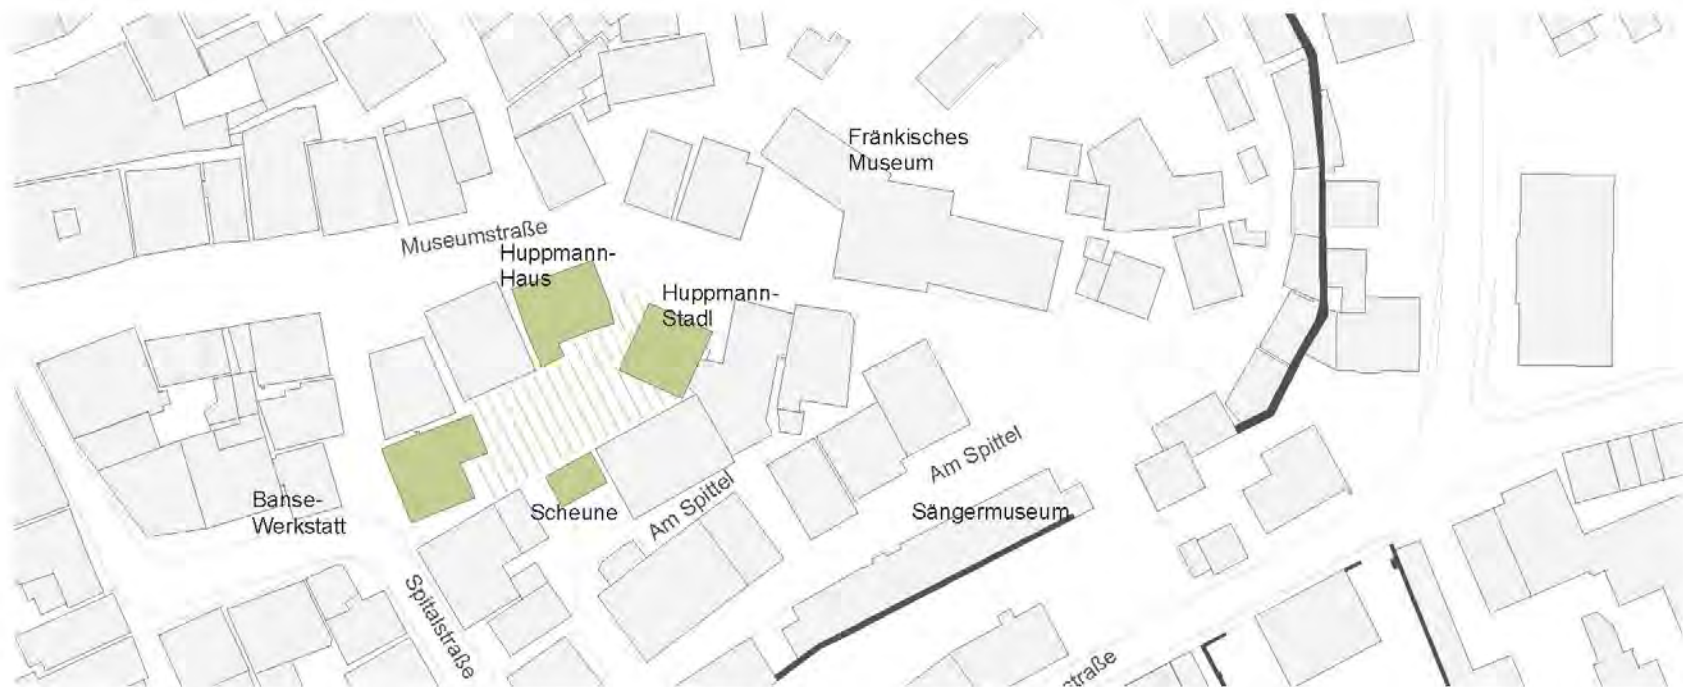 Fränkisches
Museum
Museumstraße
Huppmann-
Haus
Huppmann-
Stadl
Banse-
Werkstatt
Scheune
Am Spittel
Am Spittel
Sängermuseum
Spitalstraße
straße